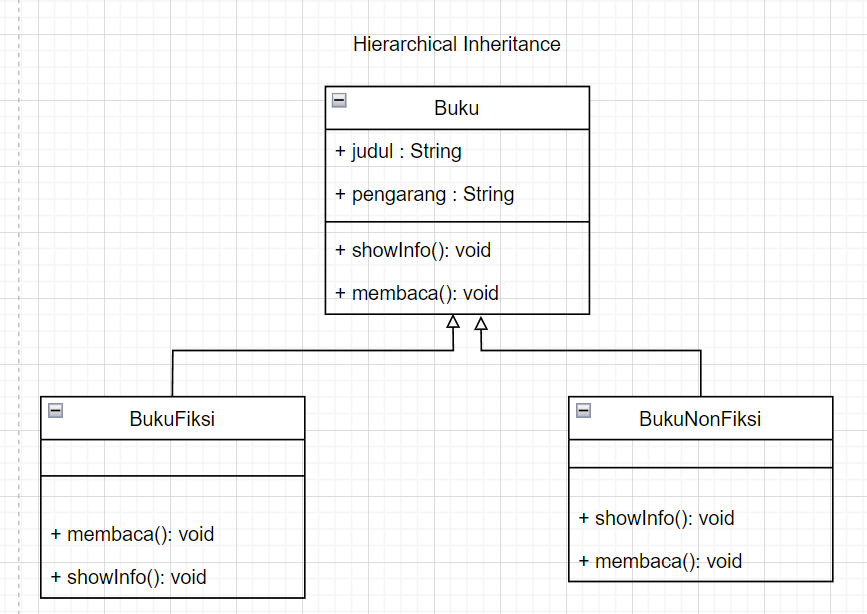 Hierarchical Inheritance
Buku
+ judul : String
+ pengarang : String
+ showInfo(): void
+ membaca(): void
BukuFiksi
+ membaca(): void
+ showInfo(): void
BukuNonFiksi
+ showInfo(): void
+ membaca(): void